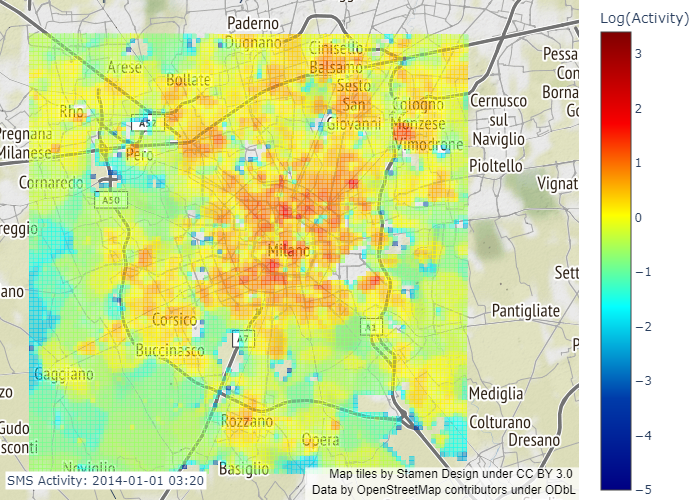 Log(Activity)
3
2
1
0
−1
−2
−3
−4
−5
Paderno
Dugnano
Cinisello
Balsamo
Arese
Bollate
Sesto
San
Giovanni
Pessa
Con
Borna
Go
Rho
A52
Cologno
Monzese
Cernusco
sul
Naviglio
Pregnana
Milanese
Pero
Vimodrone
Pioltello
Cornaredo
Vignat
A50
reggio
Milano
Sett
ano
Pantigliate
Corsico
A1
A7
Buccinasco
P
Gaggiano
zo
Mediglia
Rozzano
Colturano
Gudo
Opera
Dresano
sconti
Noviglio
Basiglio
SMS Activity: 2014-01-01 03:20
Map tiles by Stamen Design under CC BY 3.0
Data by OpenStreetMap contributors under ODbL